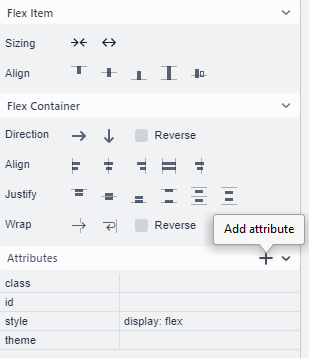 Flex Item
Sizing
Align
Flex Container
Direction
Reverse
Align
Justify
Wrap
Reverse
Add attribute
Attributes
class
id
style display: flex
theme